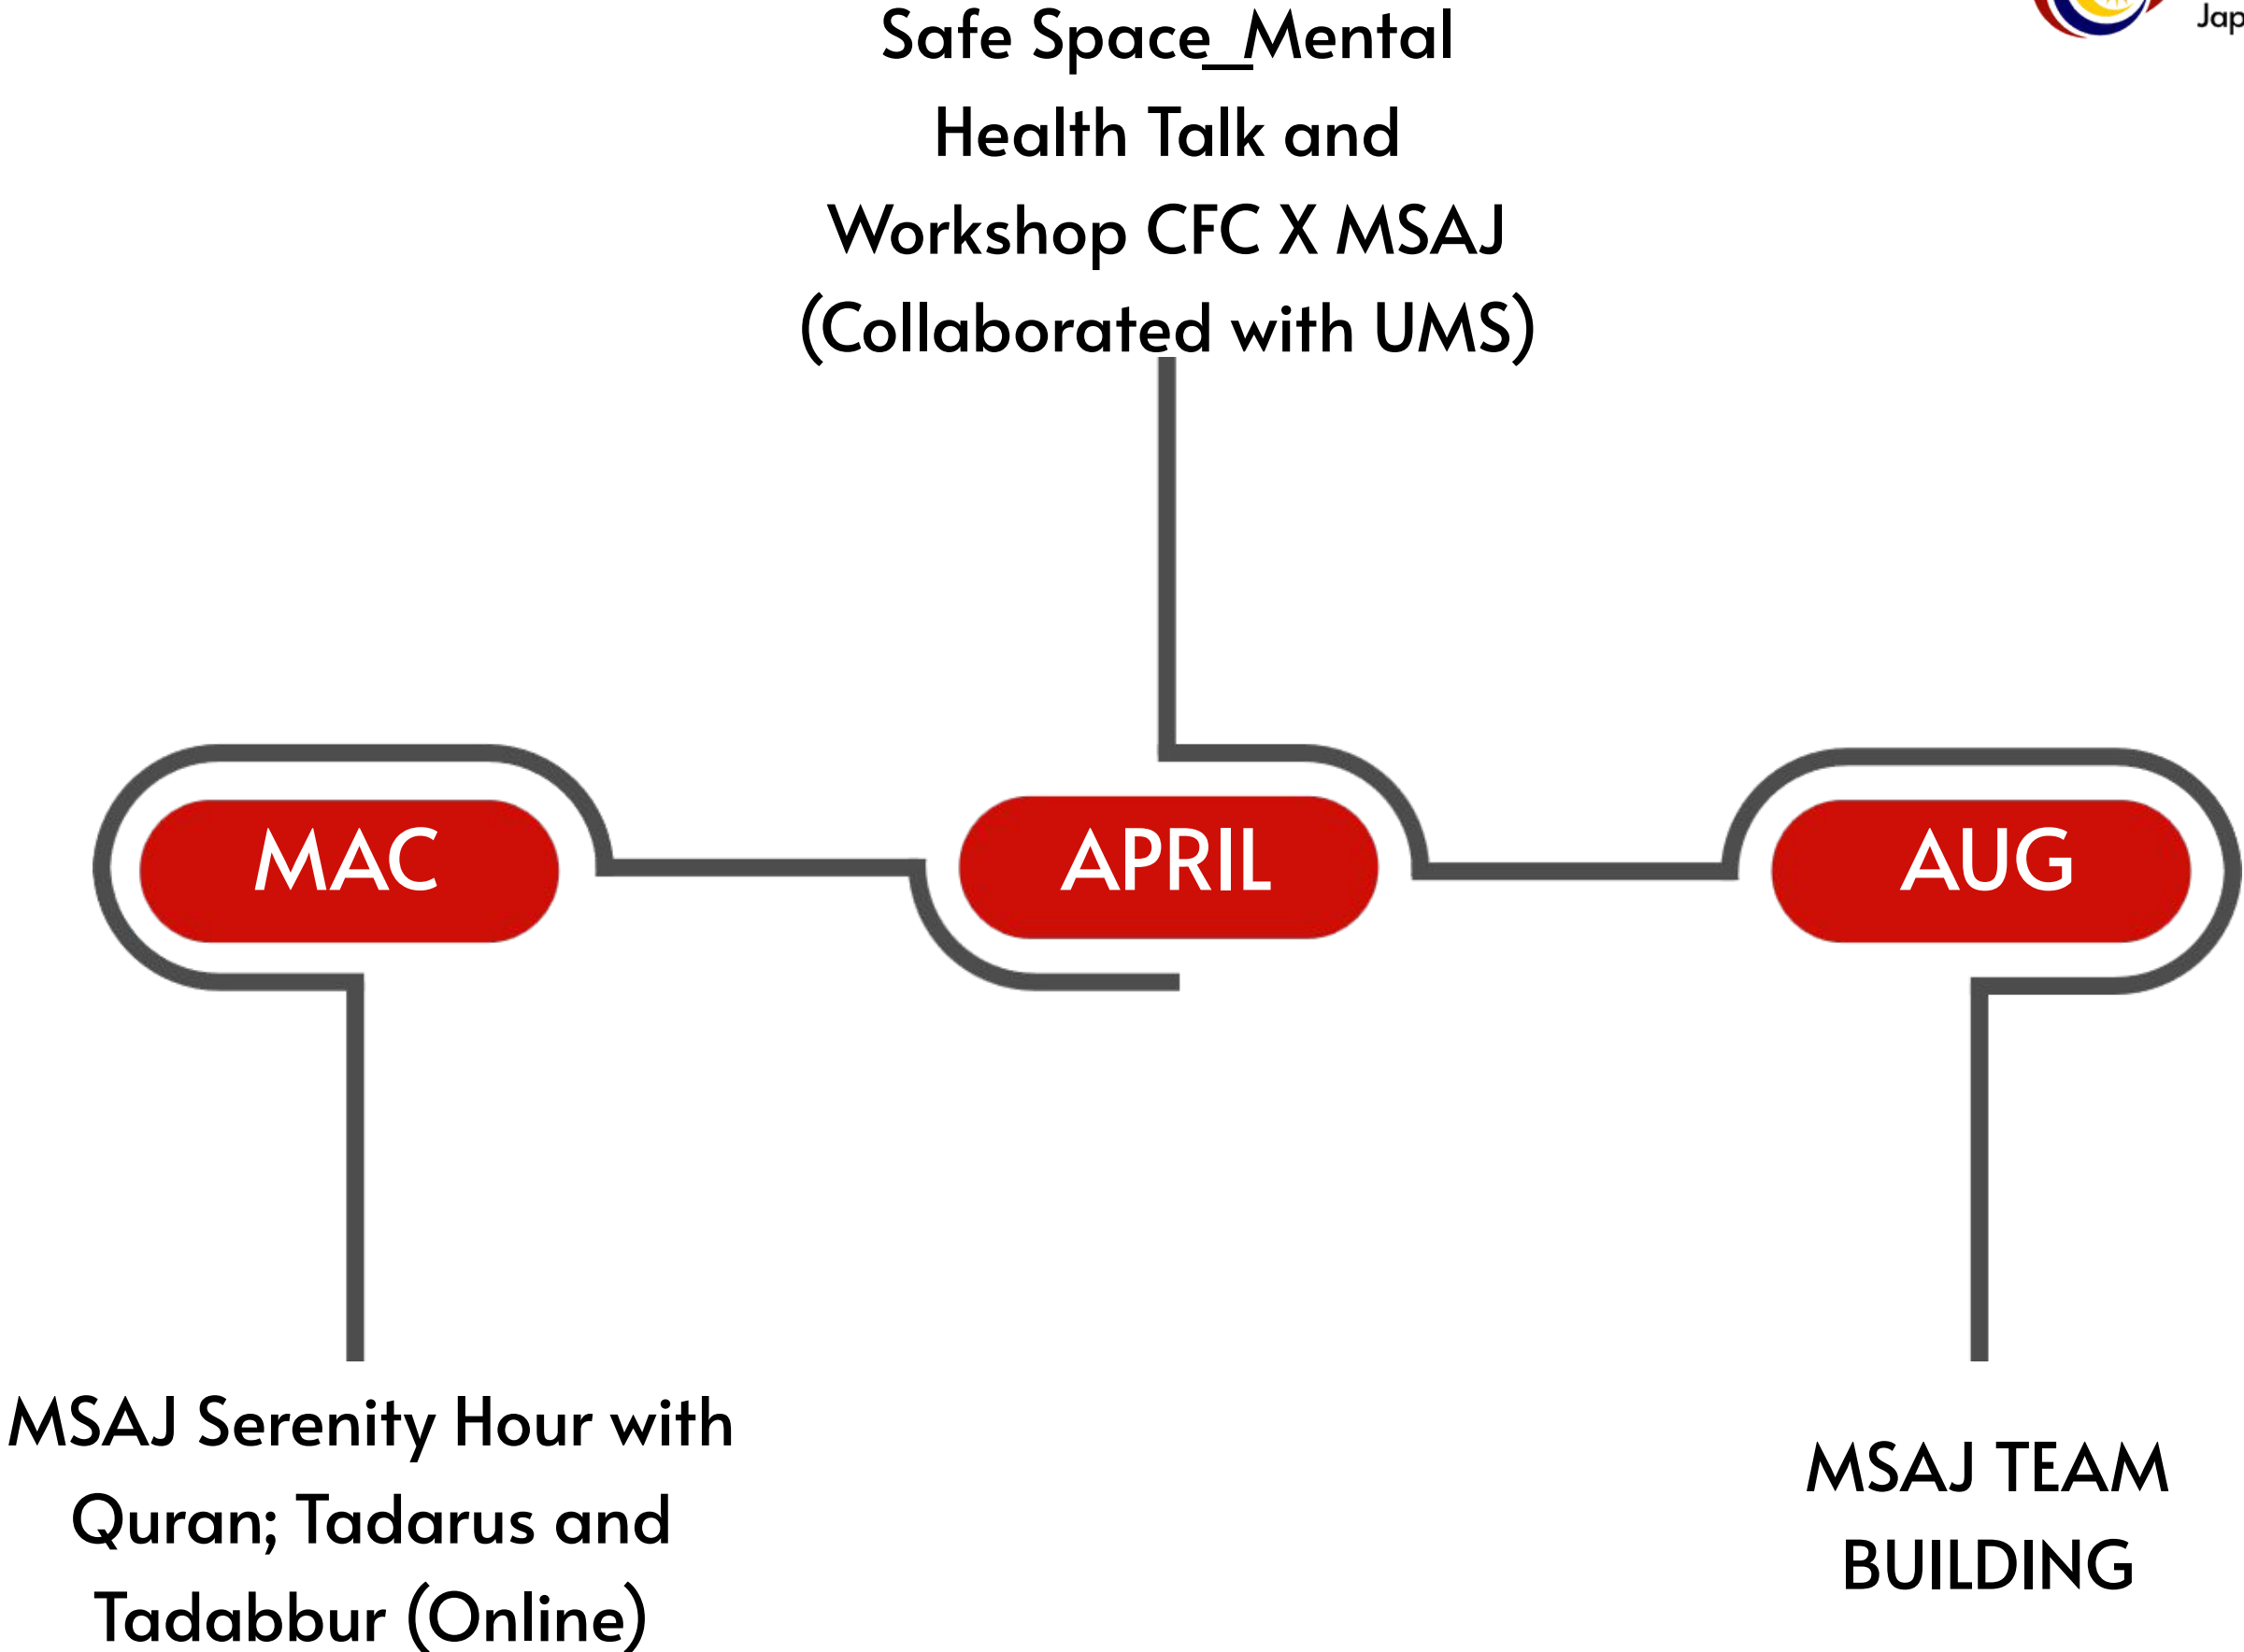 Safe Space_Mental
Health Talk and
Workshop CFC X MSAJ
(Collaborated with UMS)
MAC
APRIL
AUG
MSAJ Serenity Hour with
Quran; Tadarus and
Tadabbur (Online)
MSAJ TEAM
BUILDING